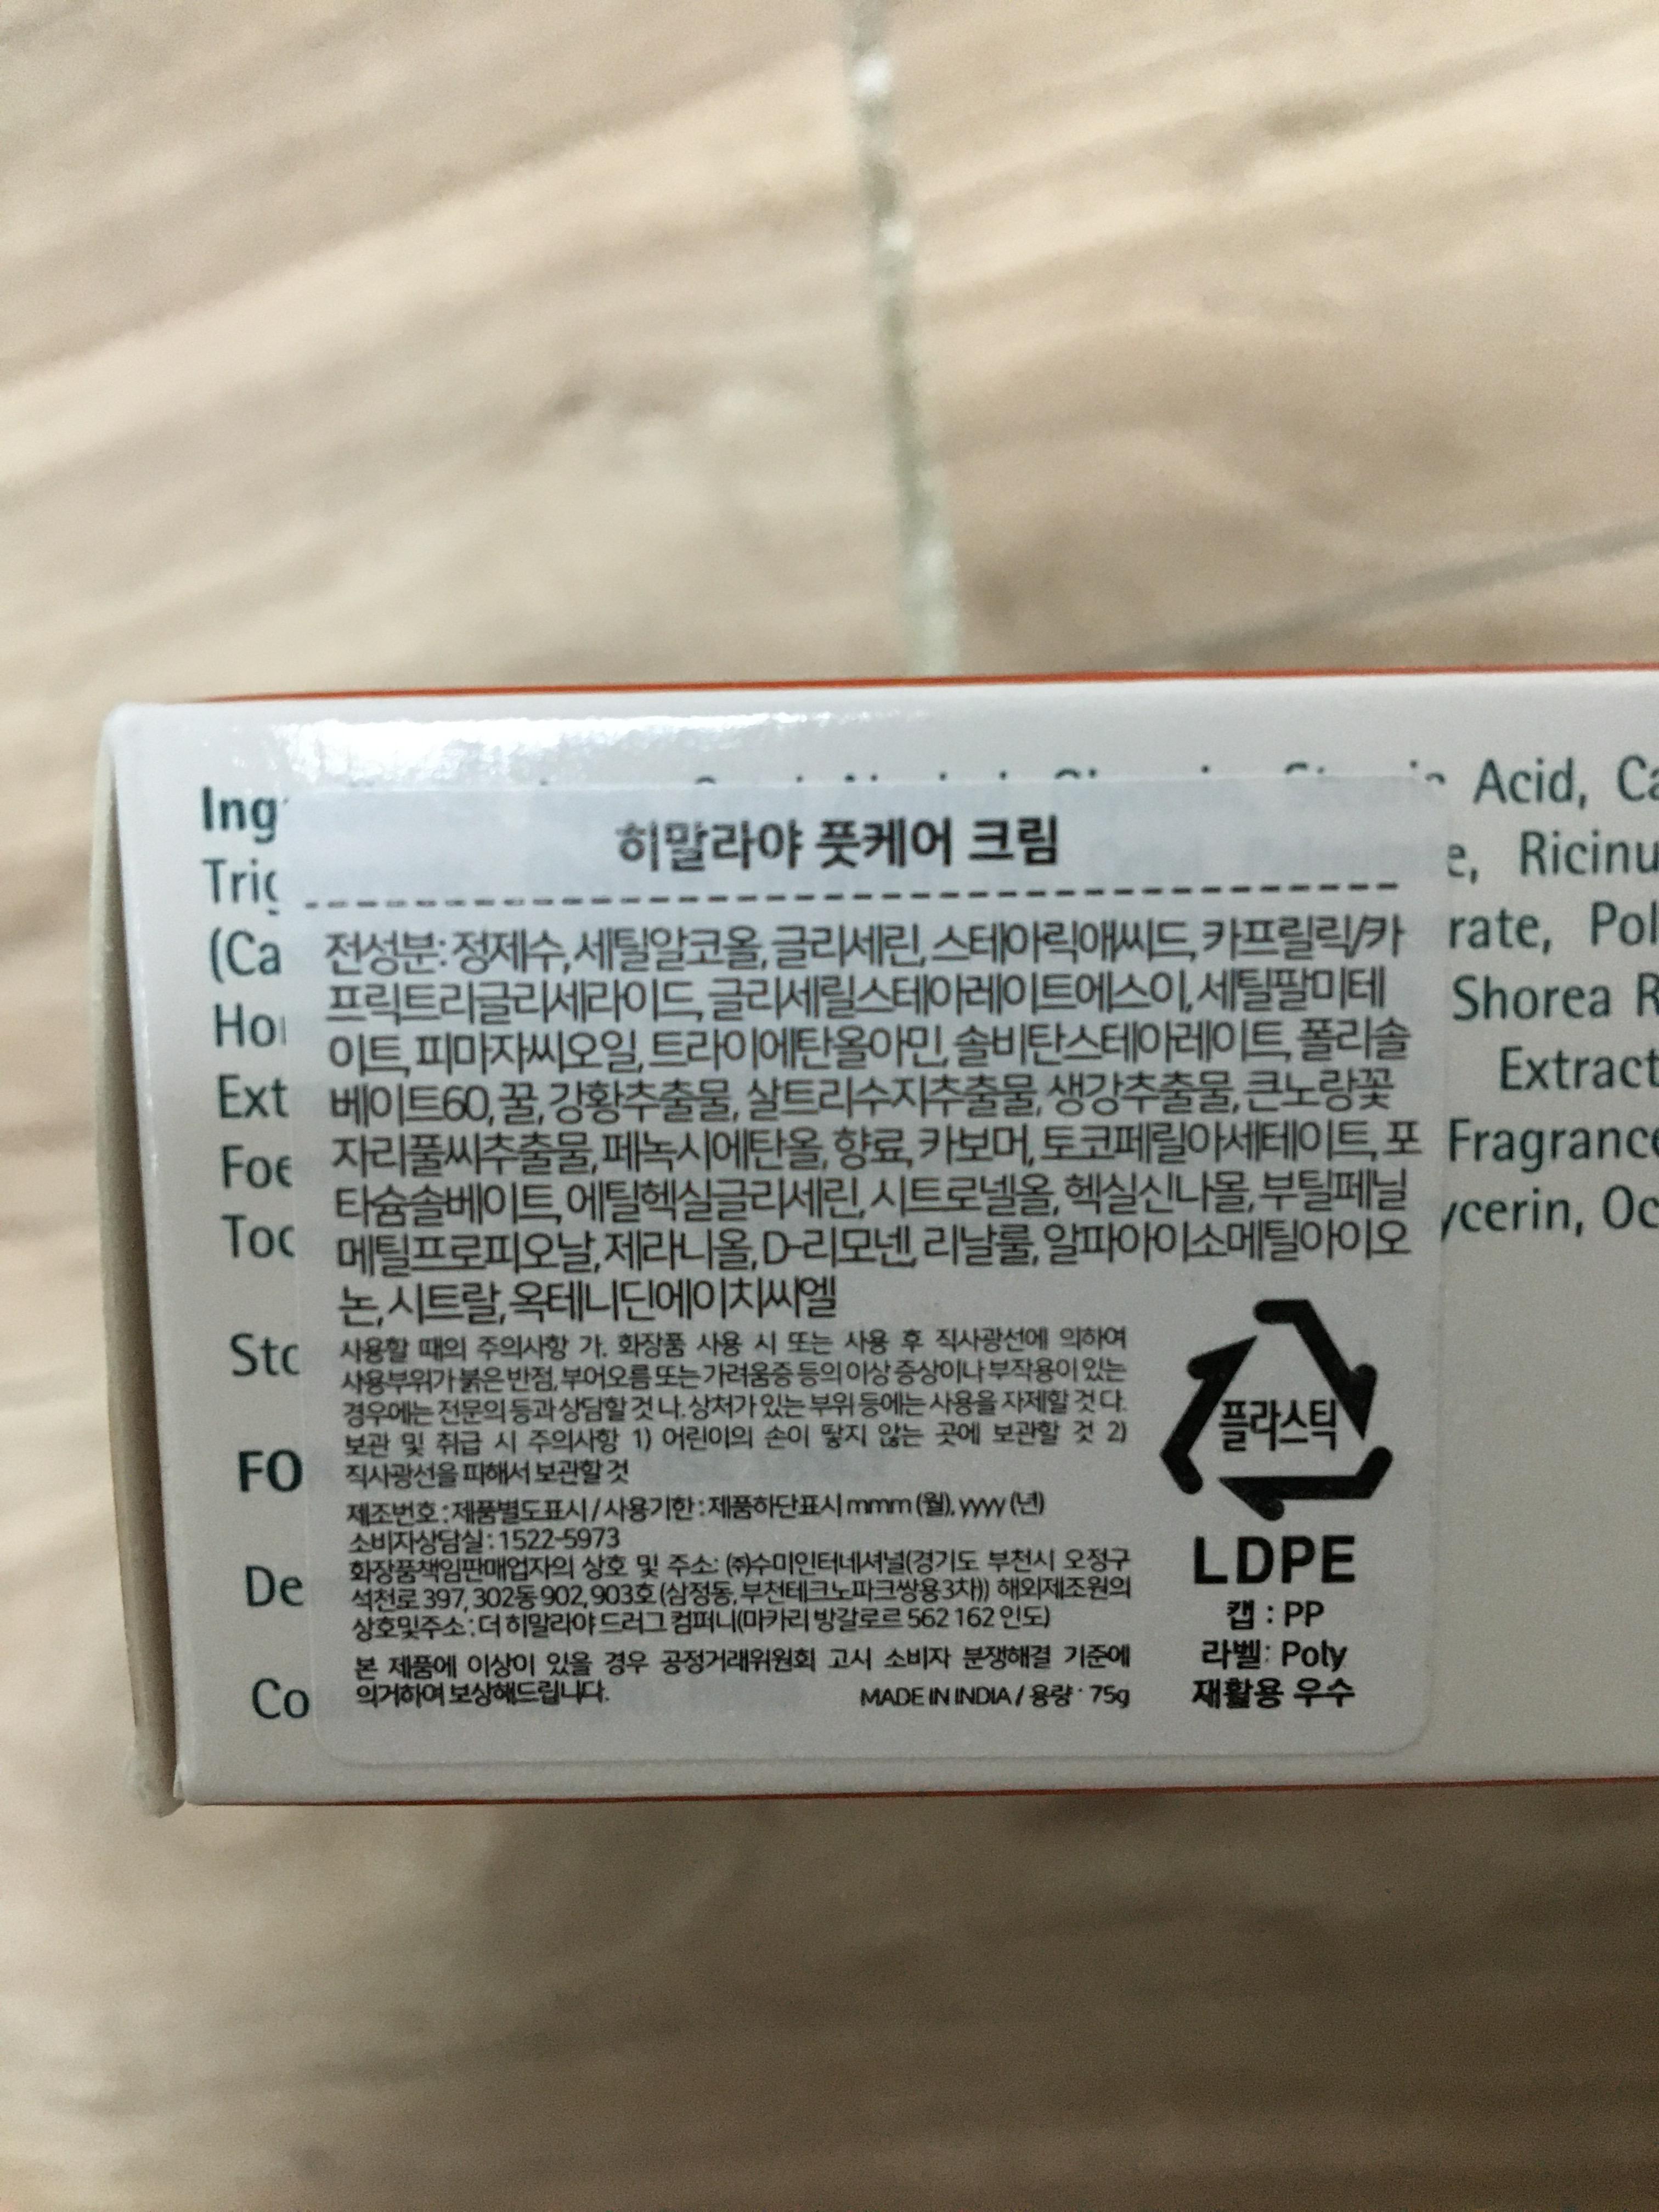 Ing
Acid, Ca
Tric
e, Ricinu
(Ca
rate, Pol
Ho
Shorea R
Ext
Extract
Foe
Fragrance
Too
ycerin, Oc
Sto
FO
De
Co
히말라야 풋케어 크림
전성분: 정제수, 세틸알코올, 글리세린, 스테아릭애씨드, 카프릴릭/카
프릭트리글리세라이드, 글리세릴스테아레이트에스이, 세틸팔미테
이트, 피마자씨오일, 트라이에탄올아민, 솔비탄스테아레이트, 폴리솔
베이트60, 꿀, 강황추출물, 살트리수지추출물, 생강추출물, 큰노랑꽃
자리풀씨추출물, 페녹시에탄올, 향료, 카보머, 토코페릴아세테이트, 포
타슘솔베이트, 에틸헥실글리세린, 시트로넬올, 헥실신나몰, 부틸페닐
메틸프로피오날, 제라니올, D-리모넨, 리날룰, 알파아이소메틸아이오
논, 시트랄, 옥테니딘에이치씨엘
사용할 때의 주의사항 가. 화장품 사용 시 또는 사용 후 직사광선에 의하여
사용부위가 붉은 반점, 부어오름 또는 가려움증 등의 이상 증상이나 부작용이 있는
경우에는 전문의 등과 상담할 것 나. 상처가 있는 부위 등에는 사용을 자제할 것 다.
보관 및 취급 시 주의사항 1) 어린이의 손이 닿지 않는 곳에 보관할 것 2)
직사광선을 피해서 보관할 것
제조번호 : 제품별도표시 / 사용기한 : 제품하단표시 mmm (월), yyyy (년)
소비자상담실 : 1522-5973
화장품책임판매업자의 상호 및 주소: ㈜수미인터네셔널(경기도 부천시 오정구
석천로 397, 302동 902, 903호 (삼정동, 부천테크노파크쌍용3차)) 해외제조원의
상호및주소 : 더 히말라야 드러그 컴퍼니(마카리 방갈로르 562 162 인도)
본 제품에 이상이 있을 경우 공정거래위원회 고시 소비자 분쟁해결 기준에
의거하여 보상해드립니다.
MADE IN INDIA / 용량 : 75g
플라스틱
LDPE
캡 : PP
라벨: Poly
재활용 우수